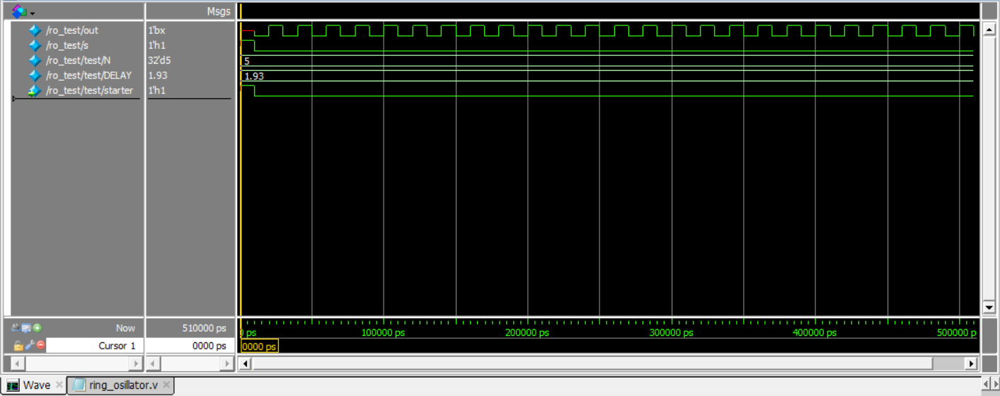 Msgs
/ro_test/out 1'bx
/ro_test/s 1'h1
/ro_test/test/N 32'd5 5
/ro_test/test/DELAY 1.93 1.93
/ro_test/test/starter 1'h1
Now 510000 ps
ps 100000 ps 200000 ps 300000 ps 400000 ps 500000 p
Cursor 1 0000 ps 0000 ps
Wave ring_osillator.v